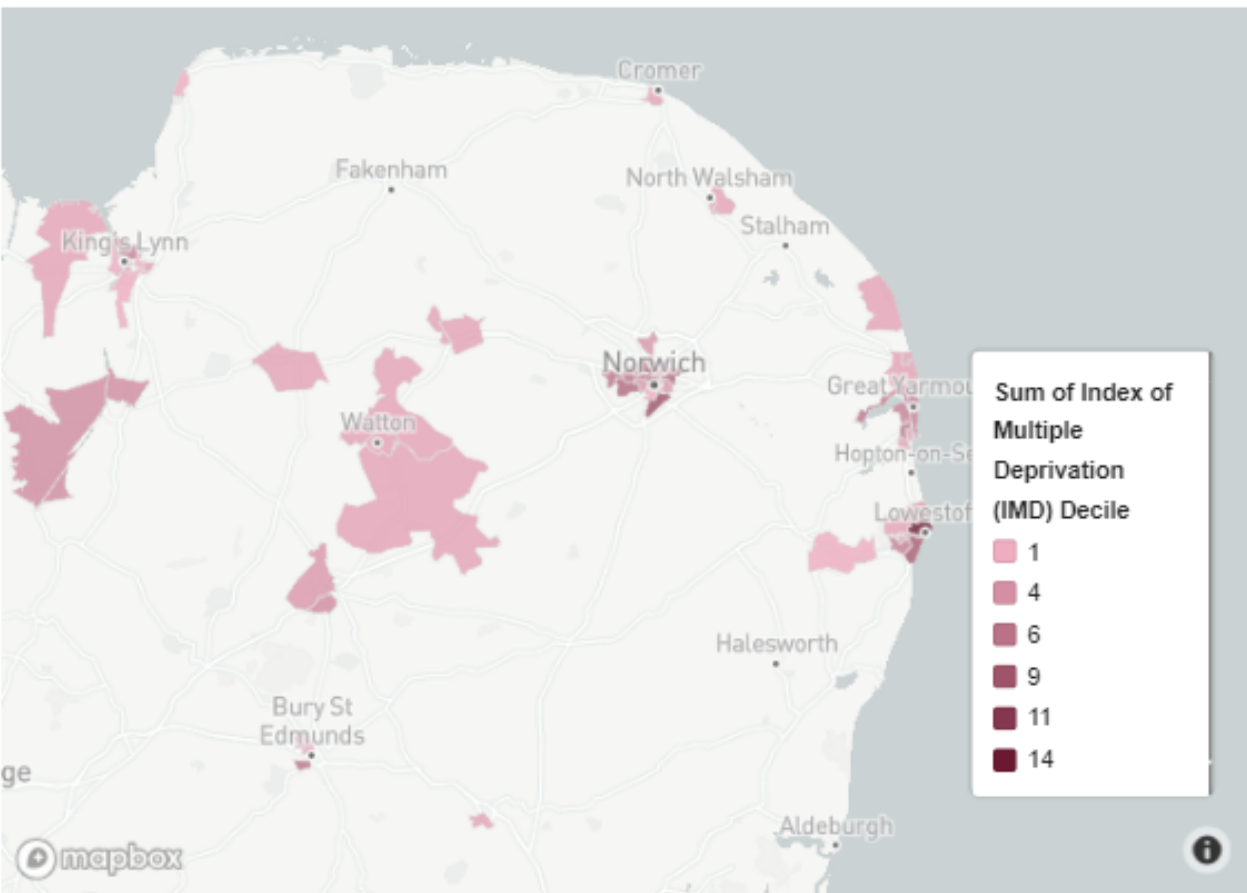 Cromer
Fakenham
North Walsham
Stalham
King's Lynn
Norwich
Great Yarmou
Watton
Hopton-on-Se
Lowestof
Halesworth
Bury St
Edmunds
ge
Aldeburgh
mapbox
Sum of Index of
Multiple
Deprivation
(IMD) Decile
1
4
6
9
11
14
i